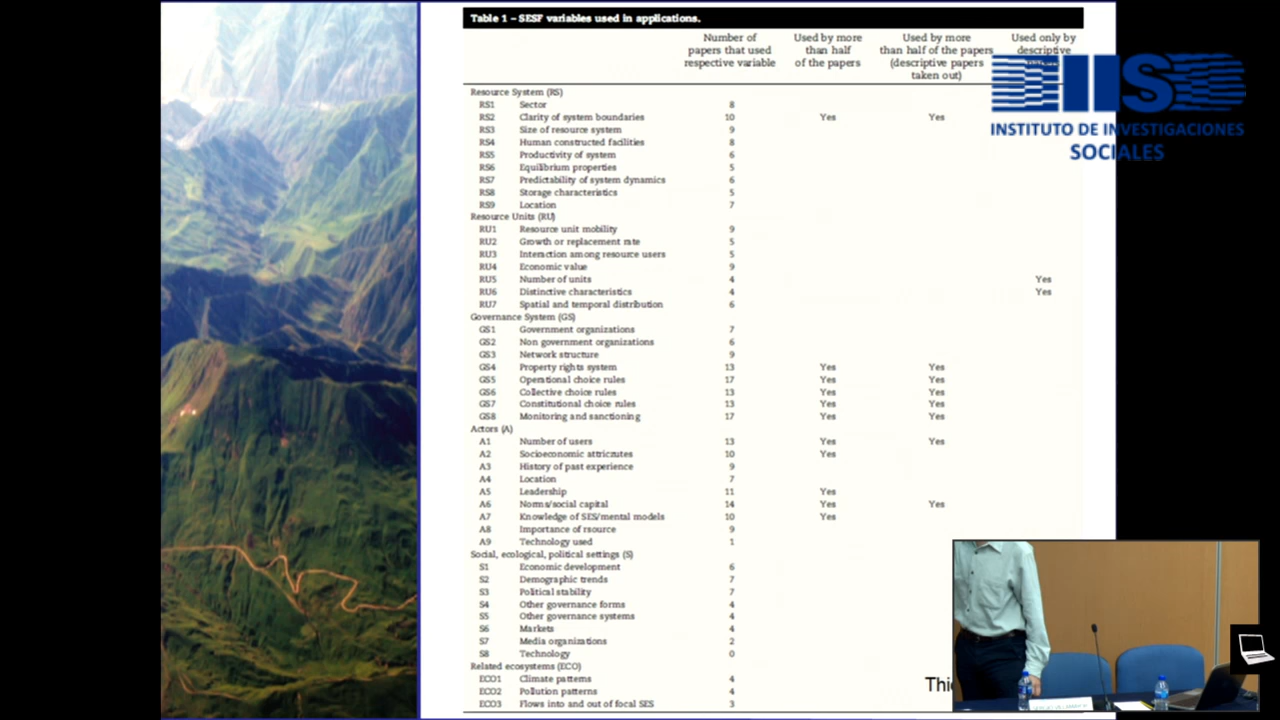 Table 1 – SESF variables used in applications.
Number of papers that used respective variable
Used by more than half of the papers
Used by more than half of the papers (descriptive papers taken out)
Used only by descriptive
Resource System (RS)
RS1 Sector 8
RS2 Clarity of system boundaries 10 Yes Yes
RS3 Size of resource system 9
RS4 Human constructed facilities 8
RS5 Productivity of system 6
RS6 Equilibrium properties 5
RS7 Predictability of system dynamics 6
RS8 Storage characteristics 5
RS9 Location 7
Resource Units (RU)
RU1 Resource unit mobility 9
RU2 Growth or replacement rate 5
RU3 Interaction among resource users 5
RU4 Economic value 9
RU5 Number of units 4 Yes
RU6 Distinctive characteristics 4 Yes
RU7 Spatial and temporal distribution 6
Governance System (GS)
GS1 Government organizations 7
GS2 Non government organizations 6
GS3 Network structure 9
GS4 Property rights system 13 Yes Yes
GS5 Operational choice rules 17 Yes Yes
GS6 Collective choice rules 13 Yes Yes
GS7 Constitutional choice rules 13 Yes Yes
GS8 Monitoring and sanctioning 17 Yes Yes
Actors (A)
A1 Number of users 13 Yes Yes
A2 Socioeconomic attriczutes 10 Yes
A3 History of past experience 9
A4 Location 7
A5 Leadership 11 Yes
A6 Norms/social capital 14 Yes Yes
A7 Knowledge of SES/mental models 10 Yes
A8 Importance of rsource 9
A9 Technology used 1
Social, ecological, political settings (S)
S1 Economic development 6
S2 Demographic trends 7
S3 Political stability 7
S4 Other governance forms 4
S5 Other governance systems 4
S6 Markets 4
S7 Media organizations 2
S8 Technology 0
Related ecosystems (ECO)
ECO1 Climate patterns 4
ECO2 Pollution patterns 4
ECO3 Flows into and out of focal SES 3
IIS
INSTITUTO DE INVESTIGACIONES
SOCIALES